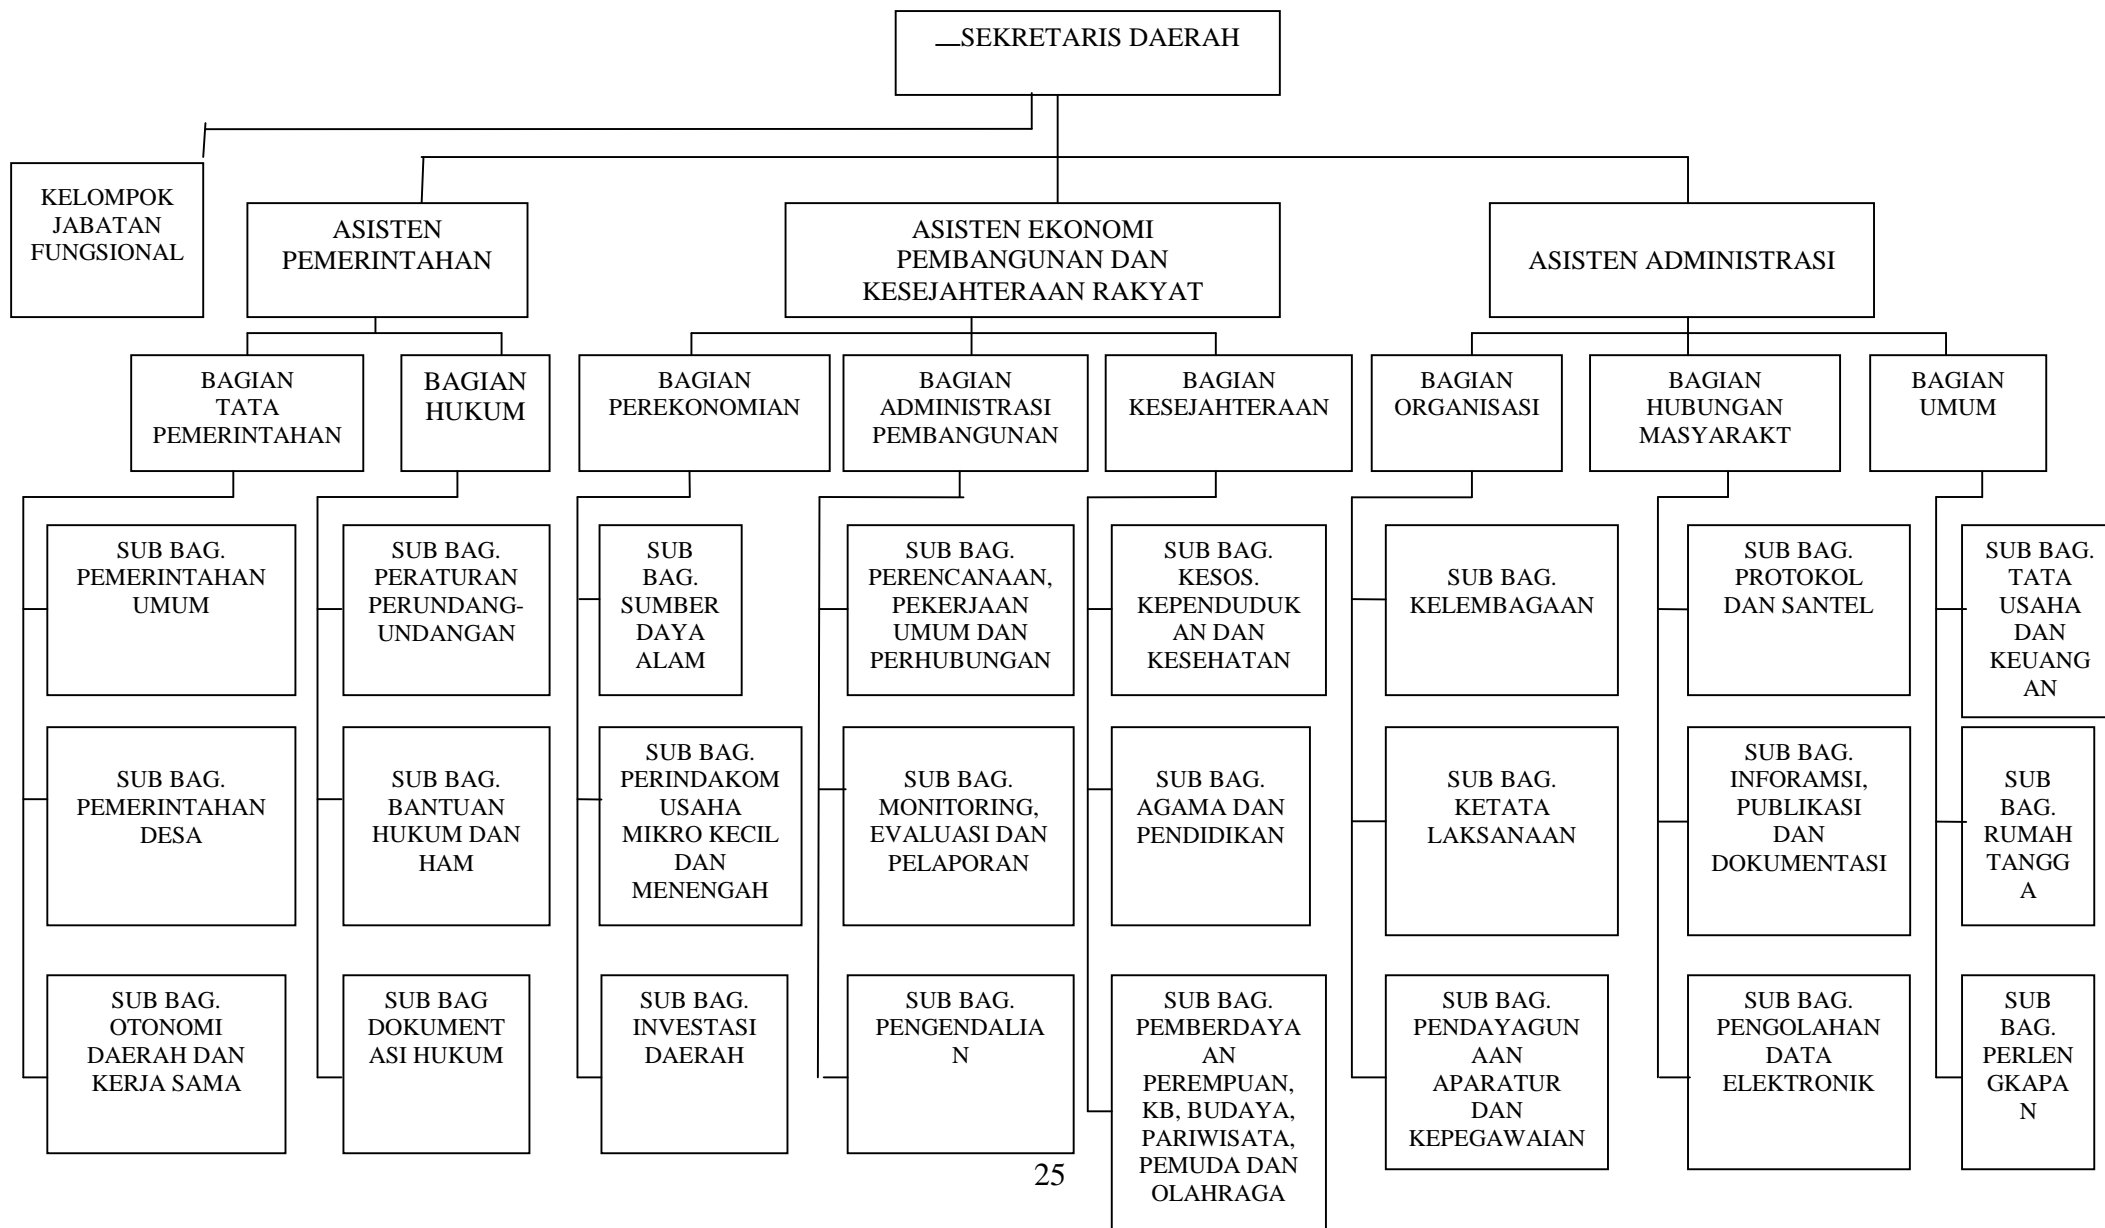 SEKRETARIS DAERAH
KELOMPOK
JABATAN
FUNGSIONAL
ASISTEN
PEMERINTAHAN
ASISTEN EKONOMI
PEMBANGUNAN DAN
KESEJAHTERAAN RAKYAT
ASISTEN ADMINISTRASI
BAGIAN
TATA
PEMERINTAHAN
BAGIAN
HUKUM
BAGIAN
PEREKONOMIAN
BAGIAN
ADMINISTRASI
PEMBANGUNAN
BAGIAN
KESEJAHTERAAN
BAGIAN
ORGANISASI
BAGIAN
HUBUNGAN
MASYARAKT
BAGIAN
UMUM
SUB BAG.
PEMERINTAHAN
UMUM
SUB BAG.
PERATURAN
PERUNDANG-
UNDANGAN
SUB
BAG.
SUMBER
DAYA
ALAM
SUB BAG.
PERENCANAAN,
PEKERJAAN
UMUM DAN
PERHUBUNGAN
SUB BAG.
KESOS.
KEPENDUDUK
AN DAN
KESEHATAN
SUB BAG.
KELEMBAGAAN
SUB BAG.
PROTOKOL
DAN SANTEL
SUB BAG.
TATA
USAHA
DAN
KEUANG
AN
SUB BAG.
PEMERINTAHAN
DESA
SUB BAG.
BANTUAN
HUKUM DAN
HAM
SUB BAG.
PERINDAKOM
USAHA
MIKRO KECIL
DAN
MENENGAH
SUB BAG.
MONITORING,
EVALUASI DAN
PELAPORAN
SUB BAG.
AGAMA DAN
PENDIDIKAN
SUB BAG.
KETATA
LAKSANAAN
SUB BAG.
INFORAMSI,
PUBLIKASI
DAN
DOKUMENTASI
SUB
BAG.
RUMAH
TANGG
A
SUB BAG.
OTONOMI
DAERAH DAN
KERJA SAMA
SUB BAG
DOKUMENT
ASI HUKUM
SUB BAG.
INVESTASI
DAERAH
SUB BAG.
PENGENDALIA
N
SUB BAG.
PEMBERDAYA
AN
PEREMPUAN,
KB, BUDAYA,
PARIWISATA,
PEMUDA DAN
OLAHRAGA
SUB BAG.
PENDAYAGUN
AAN
APARATUR
DAN
KEPEGAWAIAN
SUB BAG.
PENGOLAHAN
DATA
ELEKTRONIK
SUB
BAG.
PERLEN
GKAPA
N
25